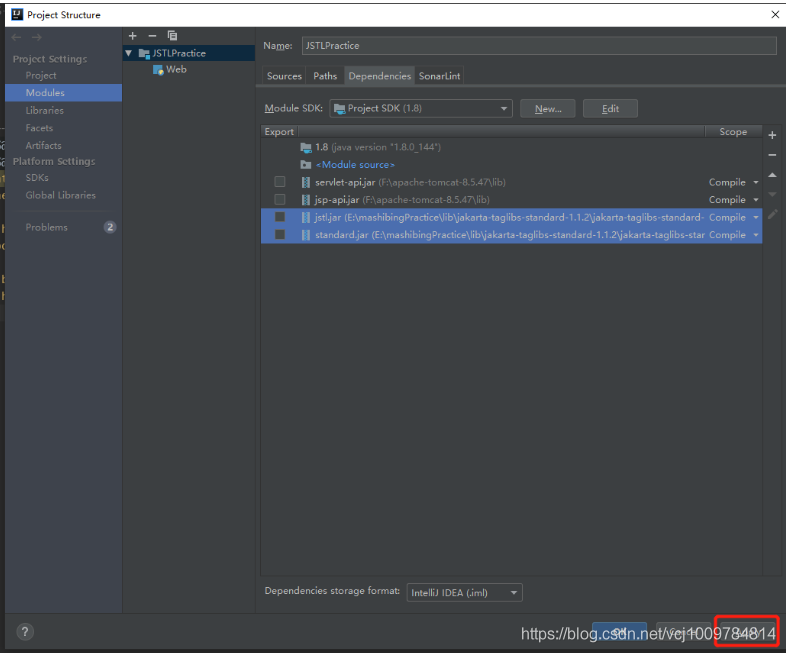 Project Structure
Project Settings
Project
Modules
Libraries
Facets
Artifacts
Platform Settings
SDKs
Global Libraries
Problems 2
JSTLPractice
Web
Name: JSTLPractice
Sources Paths Dependencies SonarLint
Module SDK: Project SDK (1.8) New... Edit
Export Scope
1.8 (java version "1.8.0_144")
<Module source>
servlet-api.jar (F:\apache-tomcat-8.5.47\lib) Compile
jsp-api.jar (F:\apache-tomcat-8.5.47\lib) Compile
jstl.jar (E:\mashibingPractice\lib\jakarta-taglibs-standard-1.1.2\jakarta-taglibs-standard- Compile
standard.jar (E:\mashibingPractice\lib\jakarta-taglibs-standard-1.1.2\jakarta-taglibs-star Compile
Dependencies storage format: IntelliJ IDEA (.iml)
?
OK Cancel
https://blog.csdn.net/vcj1009784814